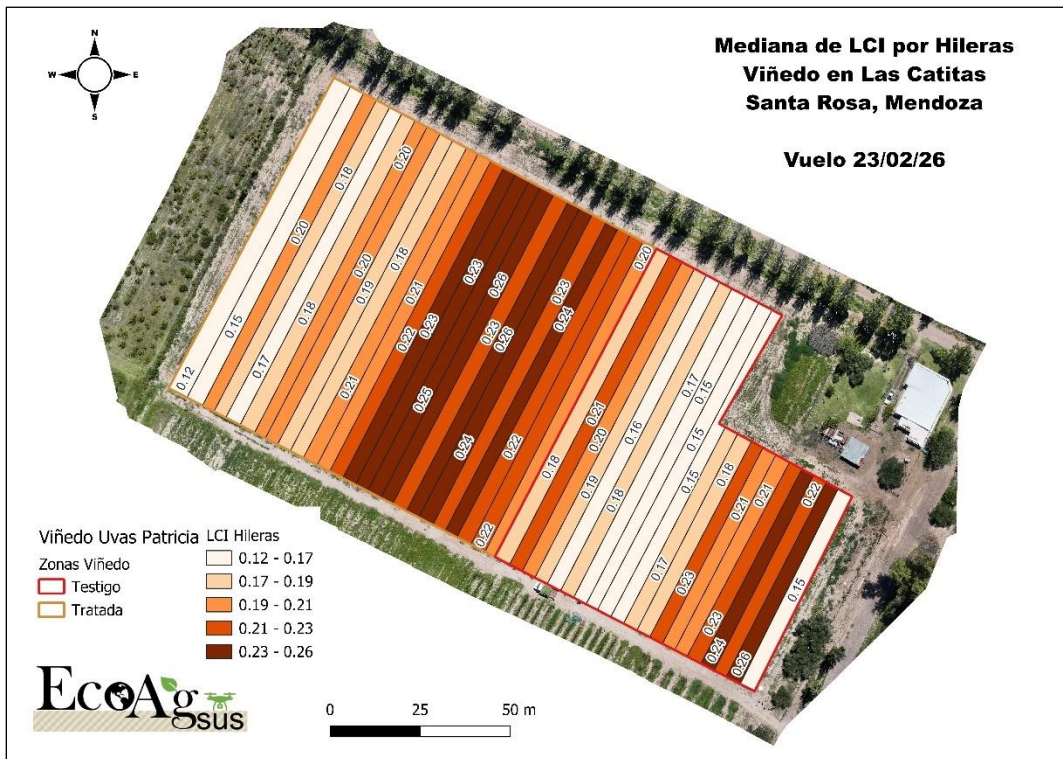 Mediana de LCI por Hileras
Viñedo en Las Catitas
Santa Rosa, Mendoza
Vuelo 23/02/26
N
W E
S
0.12
0.15
0.20
0.18
0.17
0.18
0.20
0.20
0.19
0.18
0.21
0.21
0.22
0.23
0.23
0.25
0.26
0.24
0.23
0.26
0.23
0.24
0.22
0.22
0.20
0.18
0.21
0.20
0.19
0.16
0.18
0.17
0.15
0.15
0.15
0.17
0.18
0.23
0.21
0.21
0.23
0.24
0.22
0.26
0.15
Viñedo Uvas Patricia
Zonas Viñedo
Testigo
Tratada
LCI Hileras
0.12 - 0.17
0.17 - 0.19
0.19 - 0.21
0.21 - 0.23
0.23 - 0.26
EcoAgsus
0 25 50 m